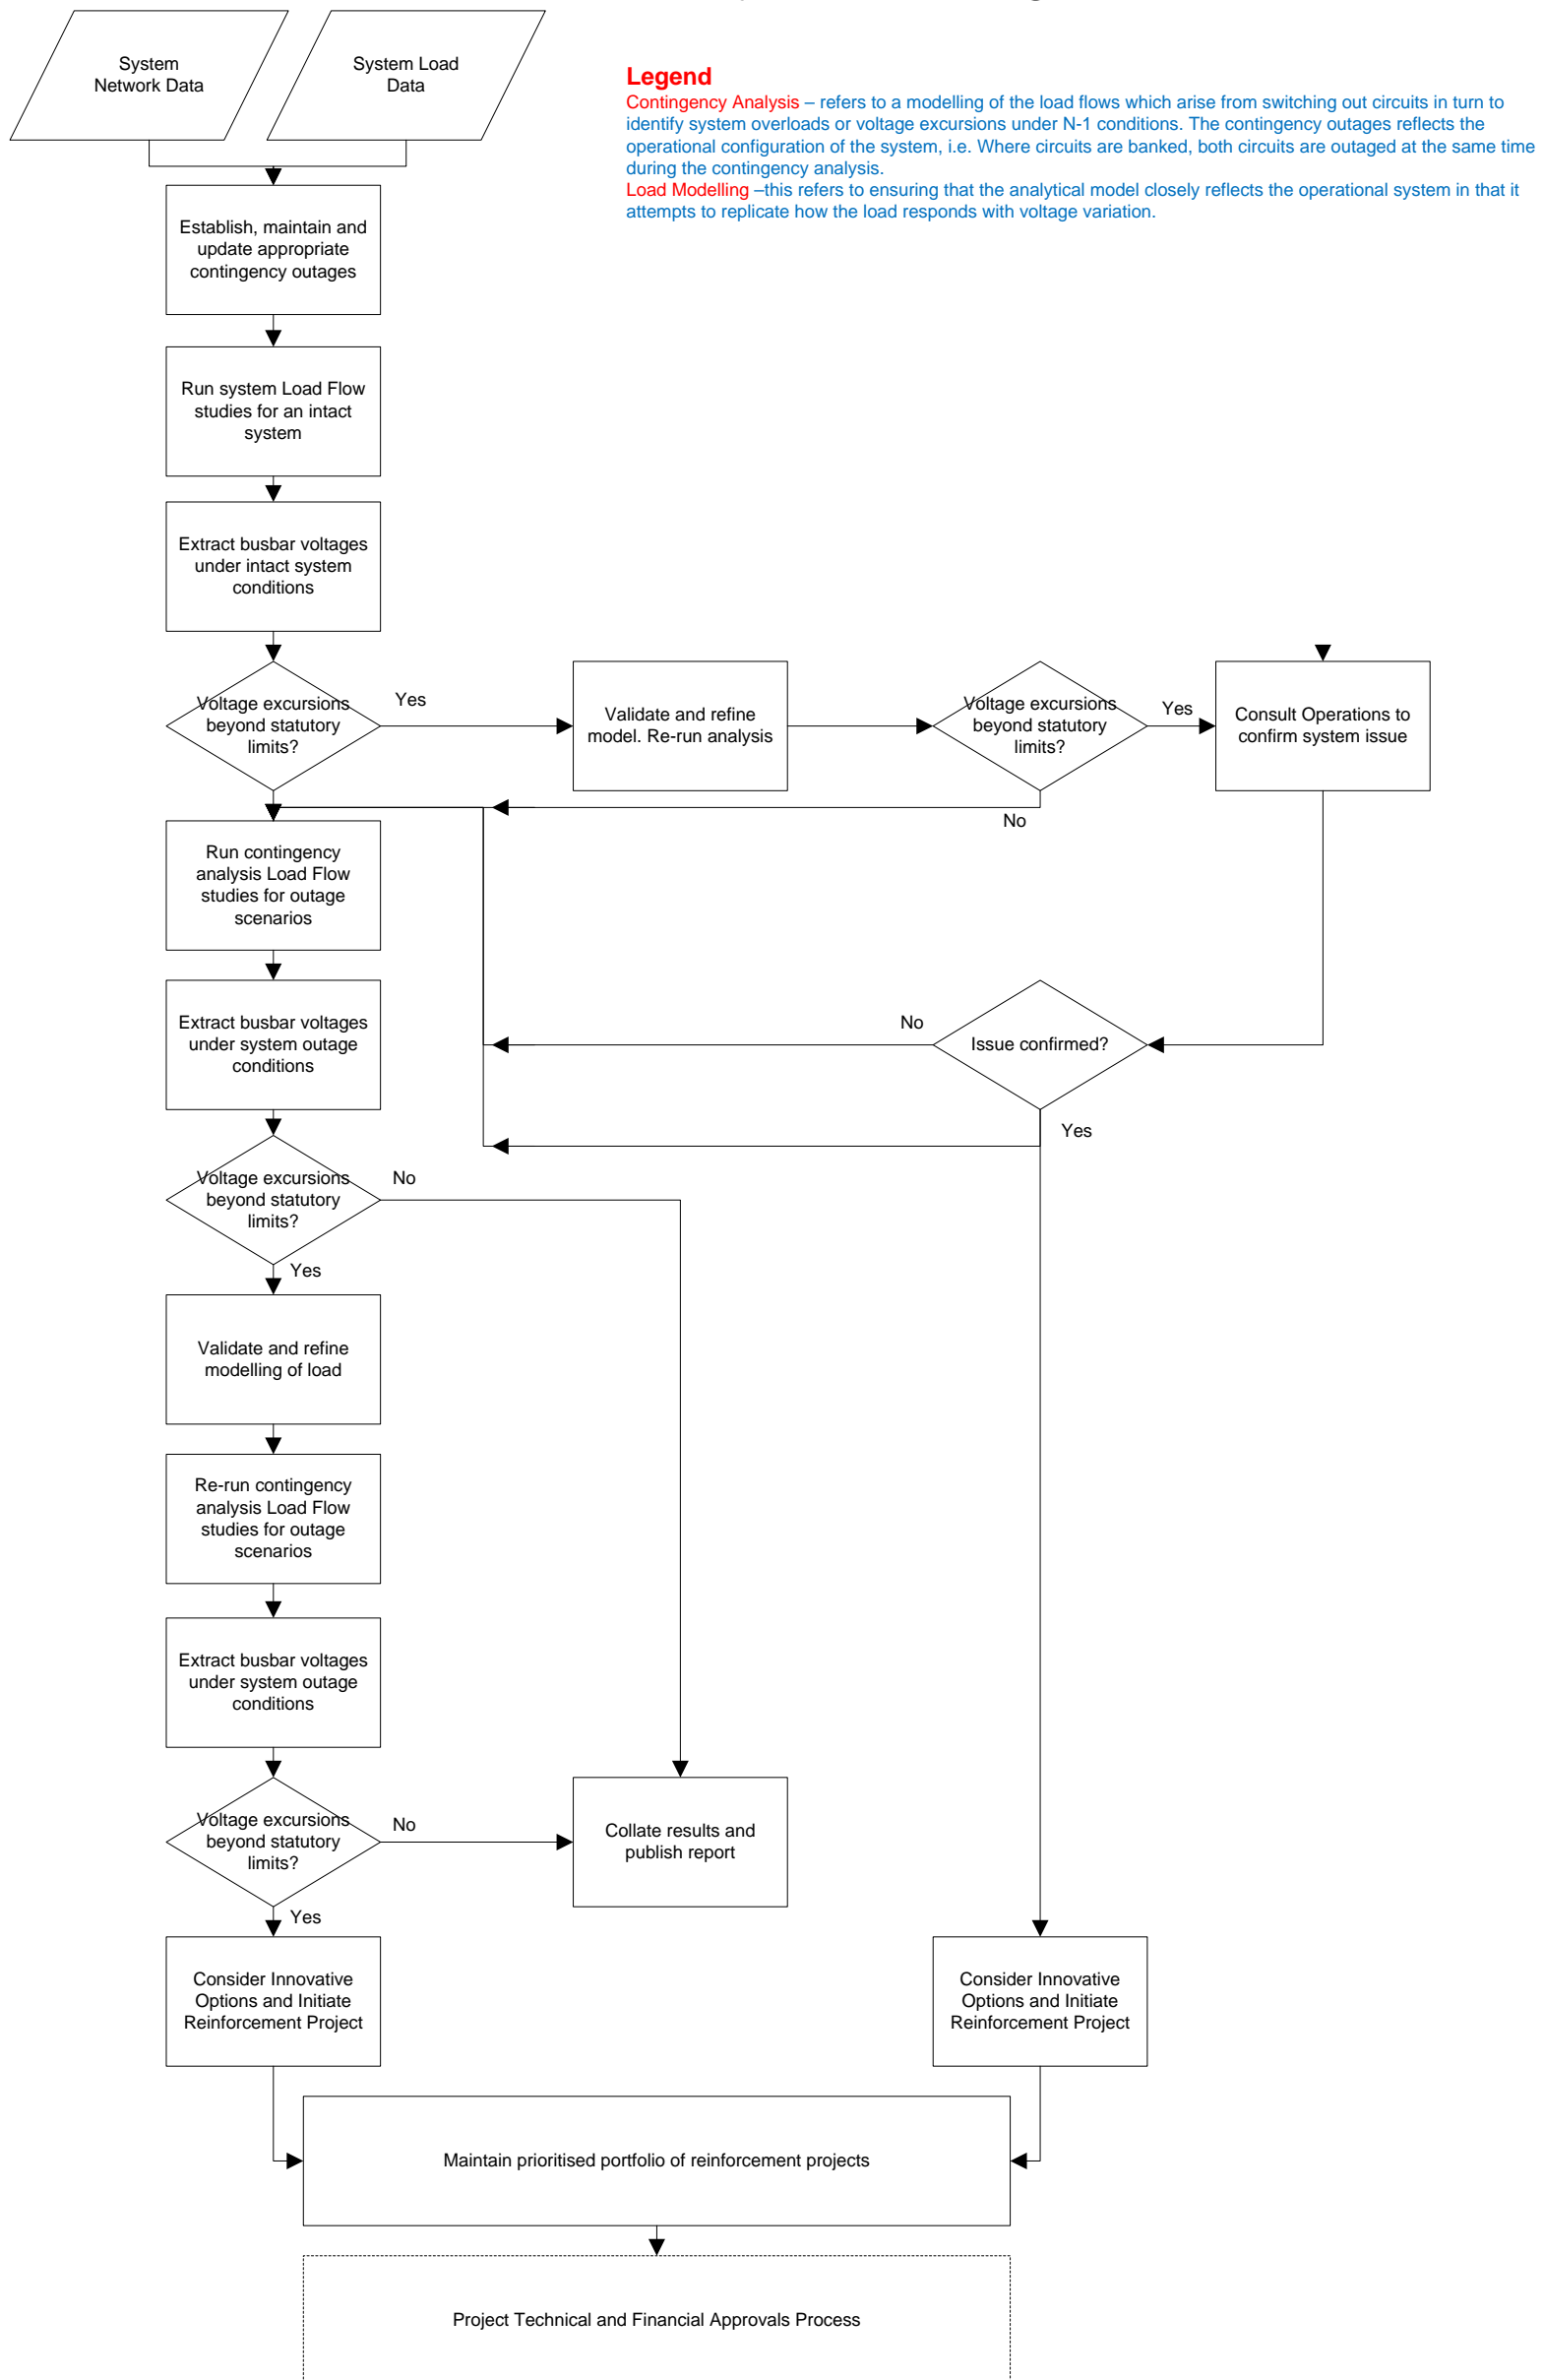 System
Network Data
System Load
Data
Legend
Contingency Analysis – refers to a modelling of the load flows which arise from switching out circuits in turn to
identify system overloads or voltage excursions under N-1 conditions. The contingency outages reflects the
operational configuration of the system, i.e. Where circuits are banked, both circuits are outaged at the same time
during the contingency analysis.
Load Modelling –this refers to ensuring that the analytical model closely reflects the operational system in that it
attempts to replicate how the load responds with voltage variation.
Establish, maintain and
update appropriate
contingency outages
Run system Load Flow
studies for an intact
system
Extract busbar voltages
under intact system
conditions
Voltage excursions
beyond statutory
limits?
Yes
Validate and refine
model. Re-run analysis
Voltage excursions
beyond statutory
limits?
Yes
Consult Operations to
confirm system issue
No
Run contingency
analysis Load Flow
studies for outage
scenarios
Extract busbar voltages
under system outage
conditions
No
Issue confirmed?
Yes
Voltage excursions
beyond statutory
limits?
No
Yes
Validate and refine
modelling of load
Re-run contingency
analysis Load Flow
studies for outage
scenarios
Extract busbar voltages
under system outage
conditions
Voltage excursions
beyond statutory
limits?
No
Collate results and
publish report
Yes
Consider Innovative
Options and Initiate
Reinforcement Project
Consider Innovative
Options and Initiate
Reinforcement Project
Maintain prioritised portfolio of reinforcement projects
Project Technical and Financial Approvals Process